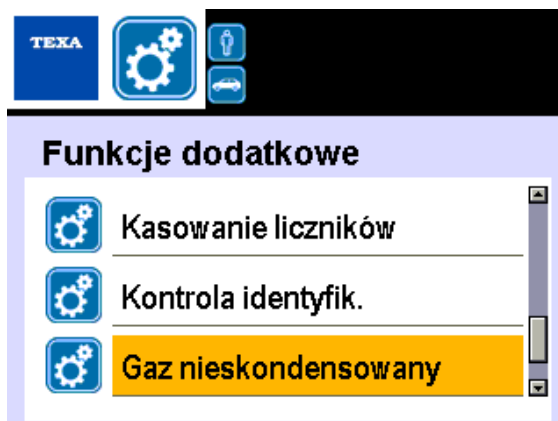 TEXA
Funkcje dodatkowe
Kasowanie liczników
Kontrola identyfik.
Gaz nieskondensowany